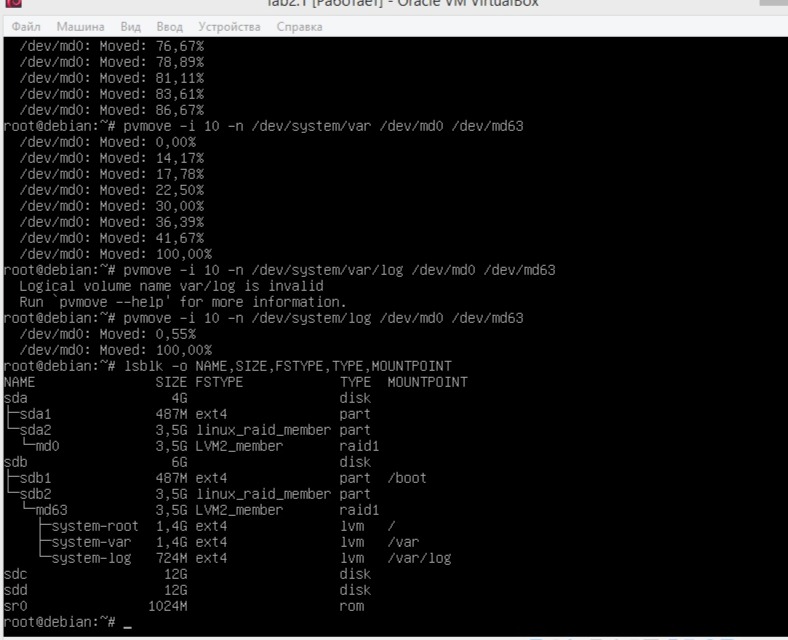 lab2.1 [Работает] - Oracle VM VirtualBox
Файл Машина Вид Ввод Устройства Справка
/dev/md0: Moved: 76,67%
/dev/md0: Moved: 78,89%
/dev/md0: Moved: 81,11%
/dev/md0: Moved: 83,61%
/dev/md0: Moved: 86,67%
root@debian:~# pvmove -i 10 -n /dev/system/var /dev/md0 /dev/md63
/dev/md0: Moved: 0,00%
/dev/md0: Moved: 14,17%
/dev/md0: Moved: 17,78%
/dev/md0: Moved: 22,50%
/dev/md0: Moved: 30,00%
/dev/md0: Moved: 36,39%
/dev/md0: Moved: 41,67%
/dev/md0: Moved: 100,00%
root@debian:~# pvmove -i 10 -n /dev/system/var/log /dev/md0 /dev/md63
Logical volume name var/log is invalid
Run `pvmove --help' for more information.
root@debian:~# pvmove -i 10 -n /dev/system/log /dev/md0 /dev/md63
/dev/md0: Moved: 0,55%
/dev/md0: Moved: 100,00%
root@debian:~# lsblk -o NAME,SIZE,FSTYPE,TYPE,MOUNTPOINT
NAME SIZE FSTYPE TYPE MOUNTPOINT
sda 4G disk
├─sda1 487M ext4 part
└─sda2 3,5G linux_raid_member part
└─md0 3,5G LVM2_member raid1
sdb 6G disk
├─sdb1 487M ext4 part /boot
└─sdb2 3,5G linux_raid_member part
└─md63 3,5G LVM2_member raid1
├─system-root 1,4G ext4 lvm /
├─system-var 1,4G ext4 lvm /var
└─system-log 724M ext4 lvm /var/log
sdc 12G disk
sdd 12G disk
sr0 1024M rom
root@debian:~# _